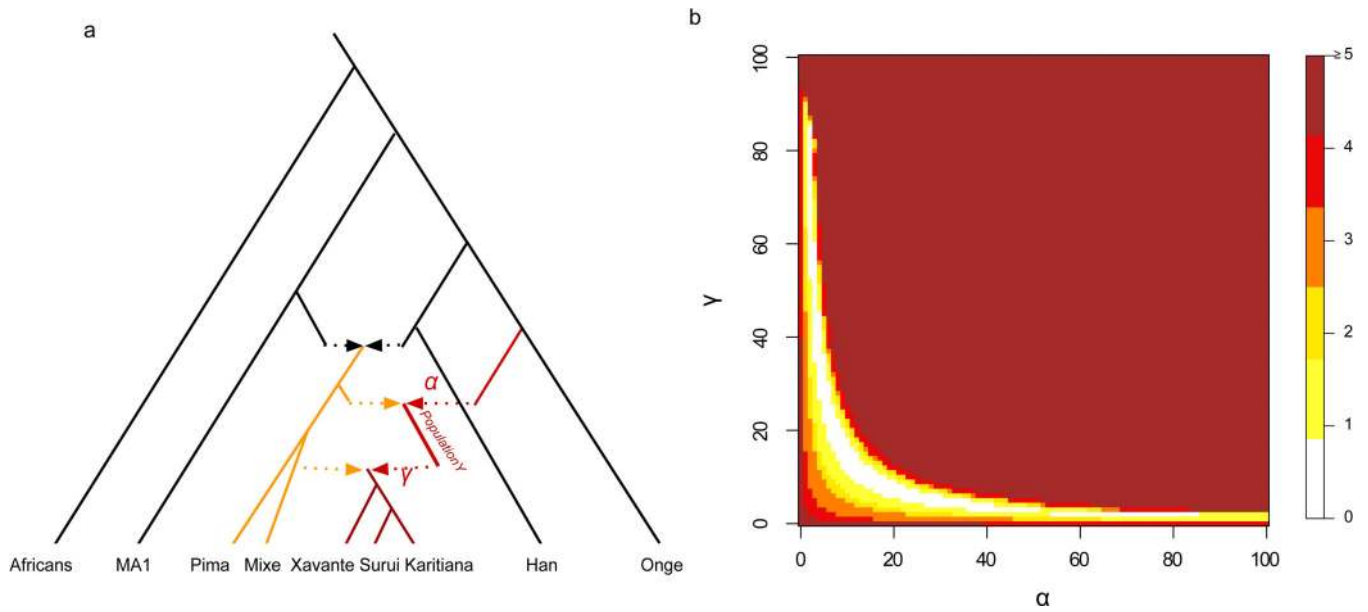 a
α
PopulationY
γ
Africans MA1 Pima Mixe Xavante Surui Karitiana Han Onge
b
100
80
60
40
20
0
γ
0 20 40 60 80 100
α
≥ 5
4
3
2
1
0